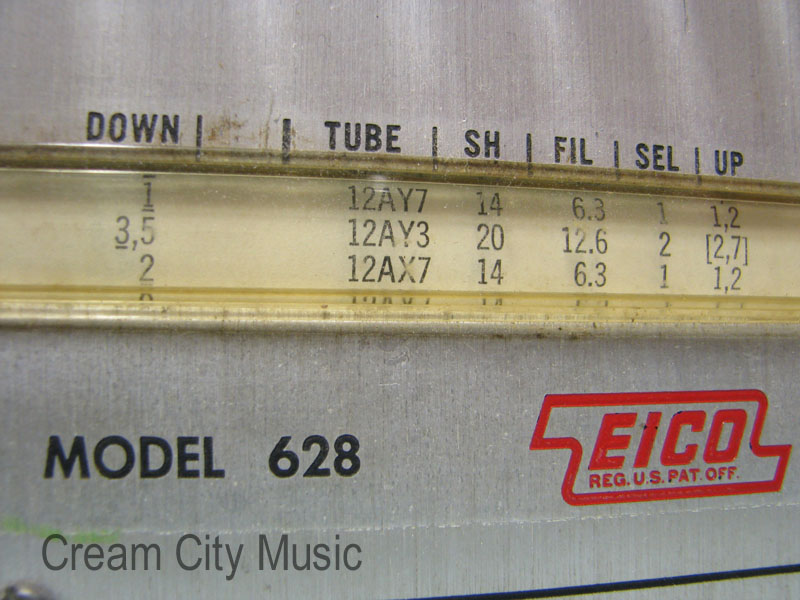 DOWN | | TUBE | SH | FIL | SEL | UP
1 12AY7 14 6.3 1 1,2
3,5 12AY3 20 12.6 2 [2,7]
2 12AX7 14 6.3 1 1,2
MODEL 628
EICO
REG. U.S. PAT. OFF.
Cream City Music